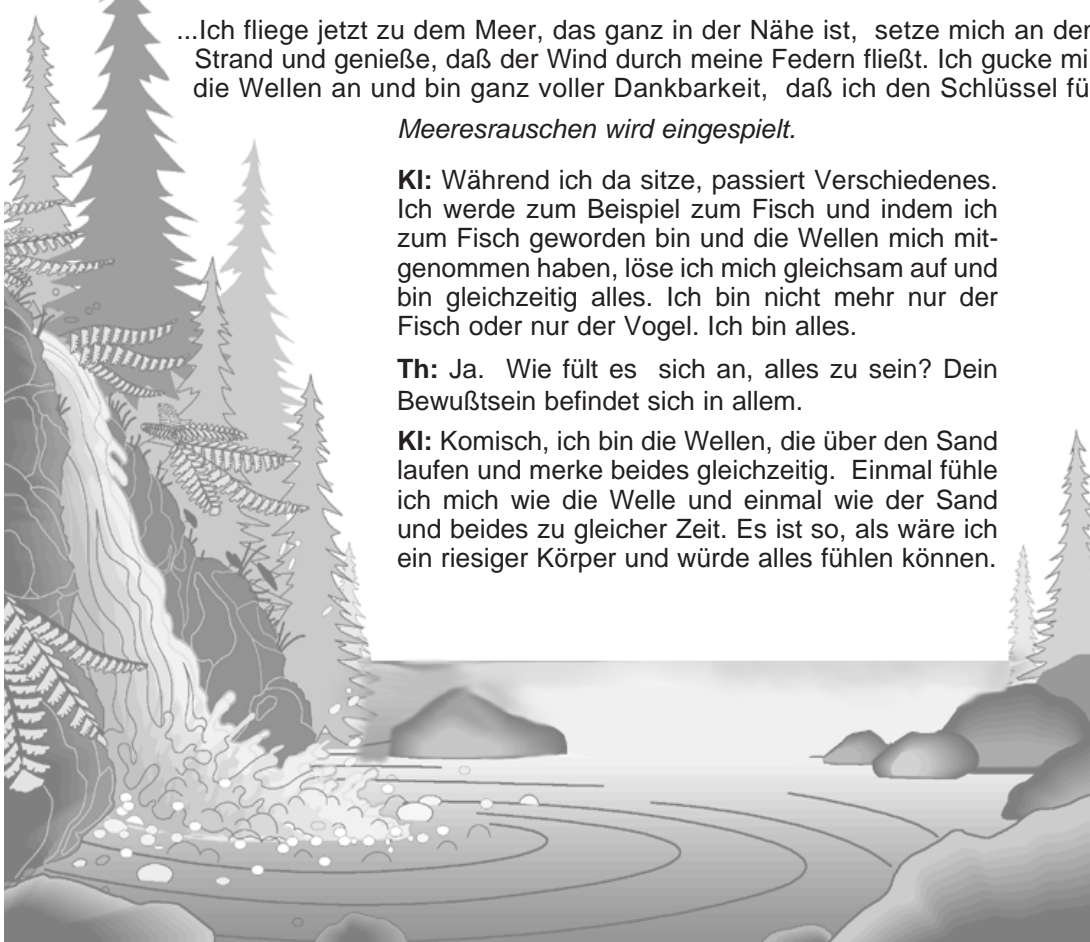 ...Ich fliege jetzt zu dem Meer, das ganz in der Nähe ist, setze mich an
Strand und genieße, daß der Wind durch meine Federn fließt. Ich gucke
die Wellen an und bin ganz voller Dankbarkeit, daß ich den Schlüssel
Meeresrauschen wird eingespielt.
Kl: Während ich da sitze, passiert Verschiedenes.
Ich werde zum Beispiel zum Fisch und indem ich
zum Fisch geworden bin und die Wellen mich mit-
genommen haben, löse ich mich gleichsam auf und
bin gleichzeitig alles. Ich bin nicht mehr nur der
Fisch oder nur der Vogel. Ich bin alles.
Th: Ja. Wie fült es sich an, alles zu sein? Dein
Bewußtsein befindet sich in allem.
Kl: Komisch, ich bin die Wellen, die über den Sand
laufen und merke beides gleichzeitig. Einmal fühle
ich mich wie die Welle und einmal wie der Sand
und beides zu gleicher Zeit. Es ist so, als wäre ich
ein riesiger Körper und würde alles fühlen können.